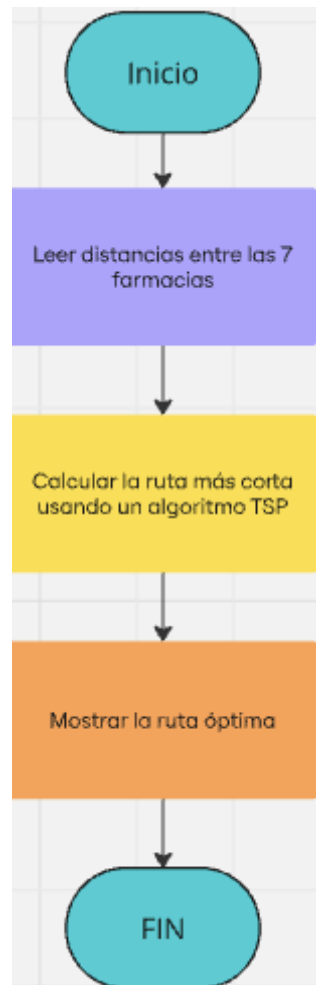 Inicio
Leer distancias entre las 7
farmacias
Calcular la ruta más corta
usando un algoritmo TSP
Mostrar la ruta óptima
FIN